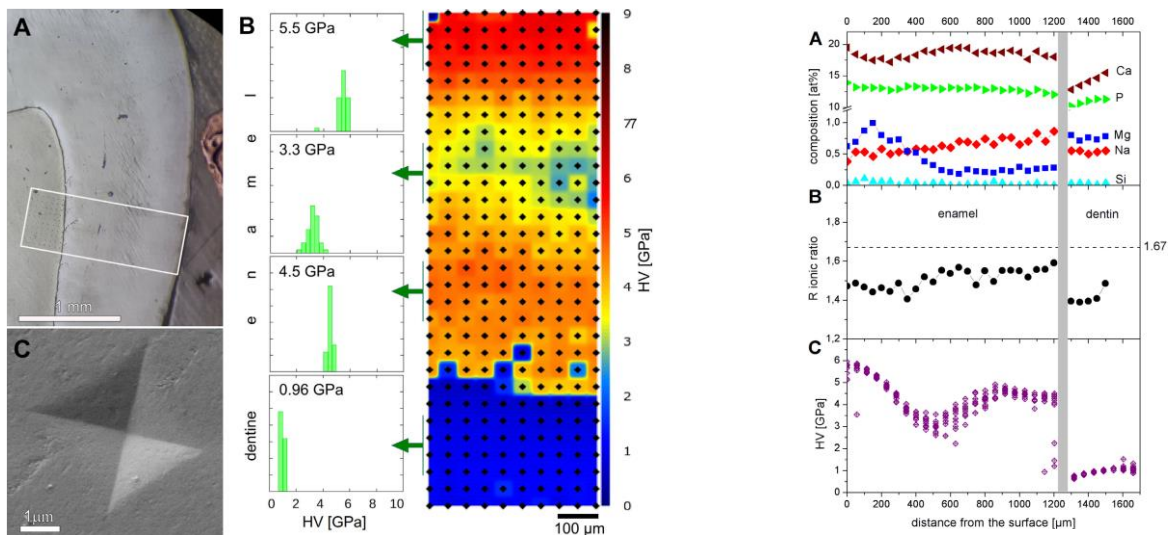 A
1 mm
C
1µm
B
5.5 GPa
3.3 GPa
4.5 GPa
0.96 GPa
enamel
dentine
0 2 4 6 8 10
HV [GPa]
100 µm
9
8
77
6
5
4
3
2
1
0
HV [GPa]
0 200 400 600 800 1000 1200 1400 1600
A
20
15
10
1,0
0,5
0,0
composition [at%]
Ca
P
Mg
Na
Si
B
enamel
dentin
1,8
1,6
1,4
1,2
R ionic ratio
1.67
C
6
5
4
3
2
1
0
HV [GPa]
0 200 400 600 800 1000 1200 1400 1600
distance from the surface [µm]